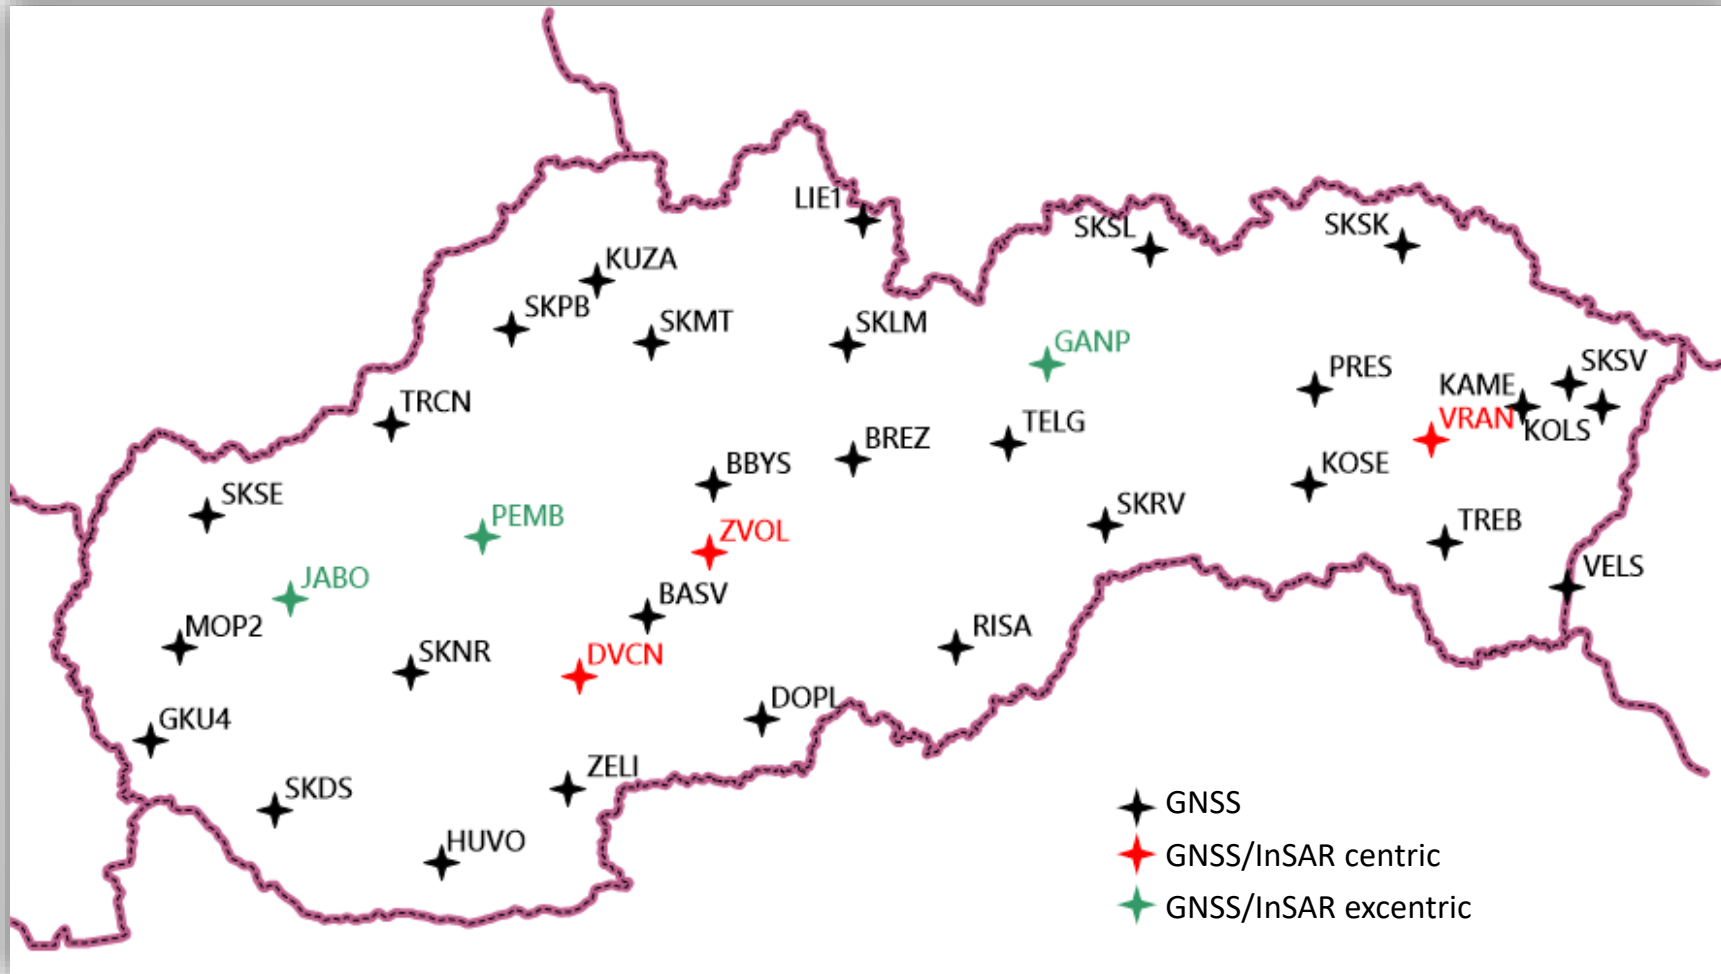 LIE1
SKSL
SKSK
KUZA
SKPB
SKMT
SKLM
GANP
SKSV
PRES
KAME
TRCN
VRAN
KOLS
TELG
BREZ
BBYS
KOSE
SKSE
SKRV
PEMB
ZVOL
TREB
JABO
VELS
BASV
MOP2
RISA
SKNR
DVCN
DOPL
GKU4
ZELI
SKDS
HUVO
GNSS
GNSS/InSAR centric
GNSS/InSAR excentric